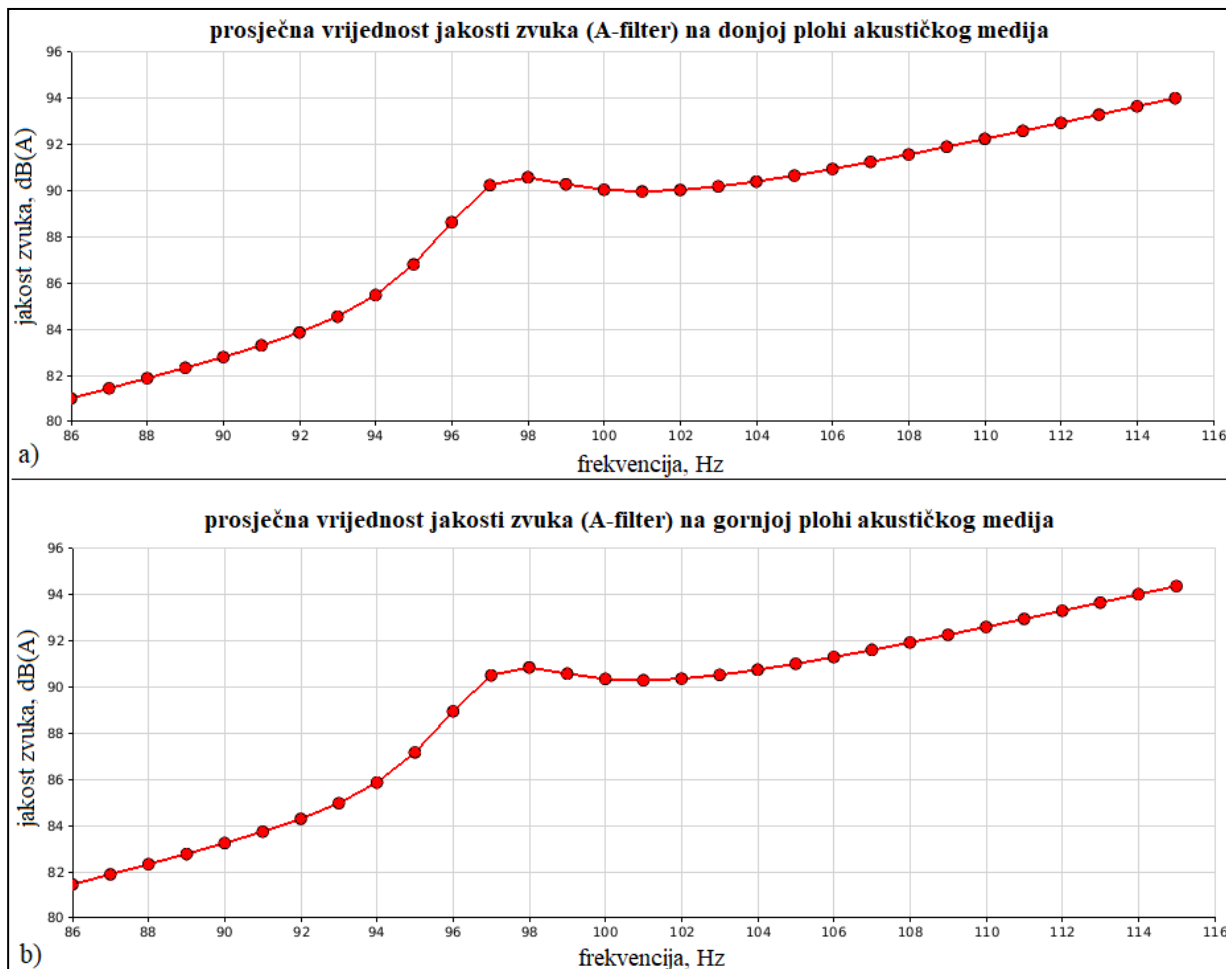 prosječna vrijednost jakosti zvuka (A-filter) na donjoj plohi akustičkog medija
jakost zvuka, dB(A)
96
94
92
90
88
86
84
82
80
86 88 90 92 94 96 98 100 102 104 106 108 110 112 114 116
a)
frekvencija, Hz
prosječna vrijednost jakosti zvuka (A-filter) na gornjoj plohi akustičkog medija
jakost zvuka, dB(A)
96
94
92
90
88
86
84
82
80
86 88 90 92 94 96 98 100 102 104 106 108 110 112 114 116
b)
frekvencija, Hz